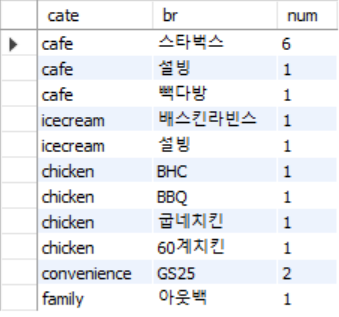 cate br num
cafe 스타벅스 6
cafe 설빙 1
cafe 빽다방 1
icecream 배스킨라빈스 1
icecream 설빙 1
chicken BHC 1
chicken BBQ 1
chicken 굽네치킨 1
chicken 60계치킨 1
convenience GS25 2
family 아웃백 1